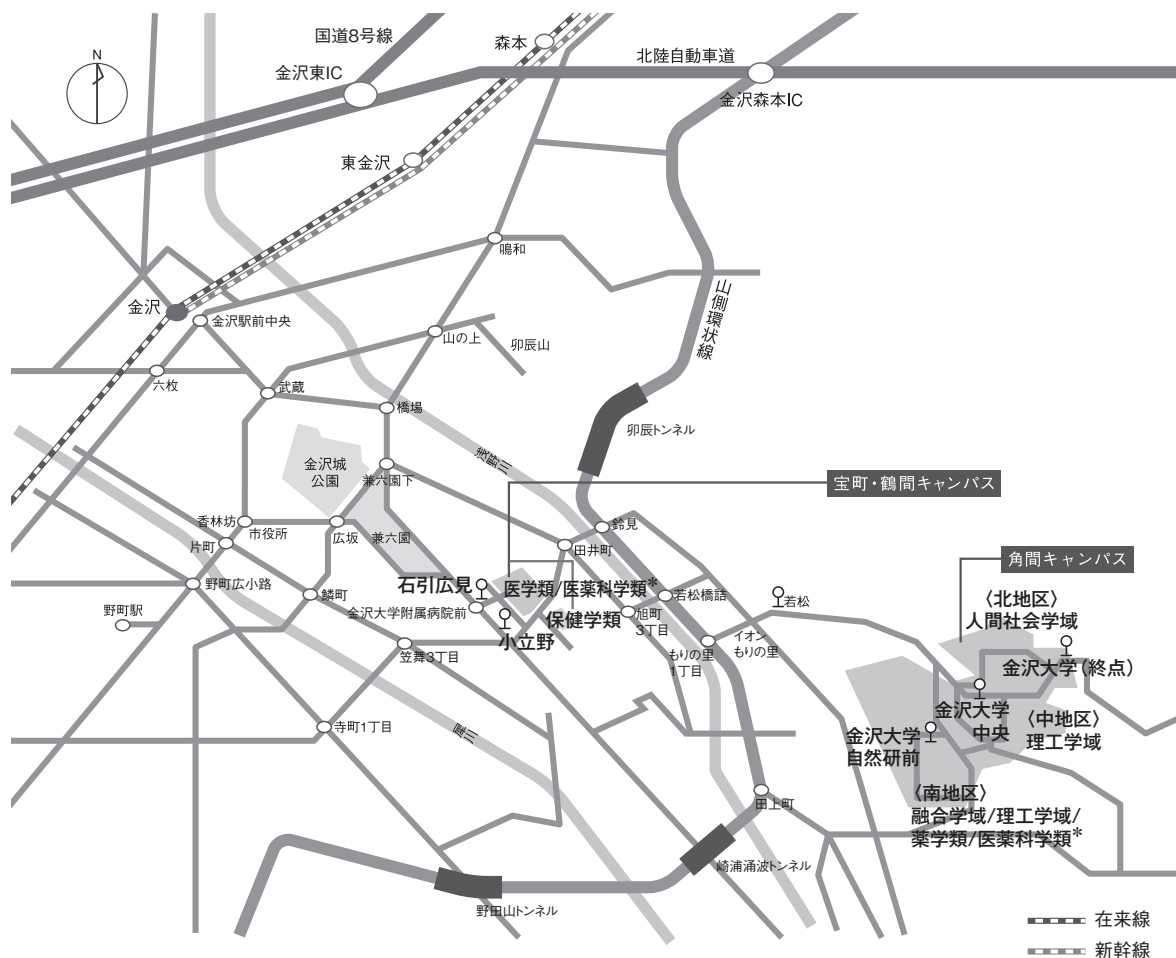 国道8号線
森本
北陸自動車道
N
金沢東IC
金沢森本IC
東金沢
鳴和
金沢
金沢駅前中央
山側環状線
山の上
卯辰山
六枚
武蔵
橋場
卯辰トンネル
金沢城
公園
兼六園下
浅野川
宝町・鶴間キャンパス
香林坊
市役所
広坂
兼六園
鈴見
片町
田井町
角間キャンパス
野町広小路
石引広見
医学類/医薬科学類*
若松橋詰
若松
〈北地区〉
人間社会学域
野町駅
鱗町
金沢大学附属病院前
保健学類
旭町
3丁目
小立野
イオン
もりの里
笠舞3丁目
もりの里
1丁目
金沢大学(終点)
金沢大学
中央
〈中地区〉
理工学域
寺町1丁目
犀川
金沢大学
自然研前
〈南地区〉
融合学域/理工学域/
薬学類/医薬科学類*
田上町
崎浦涌波トンネル
野田山トンネル
在来線
新幹線